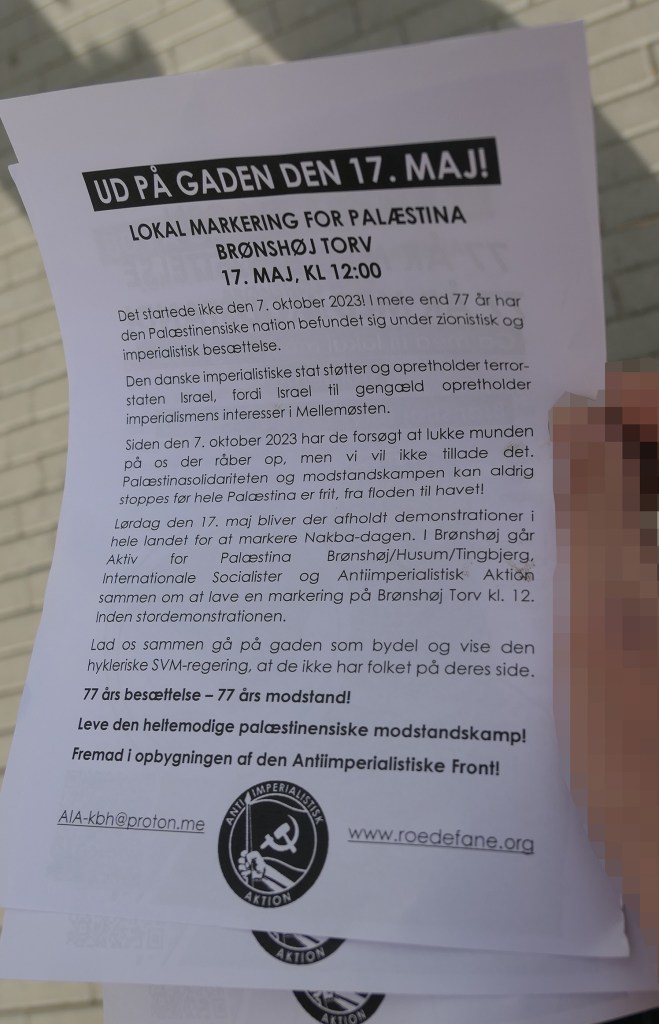 UD PÅ GADEN DEN 17. MAJ!
LOKAL MARKERING FOR PALÆSTINA
BRØNSHØJ TORV
17. MAJ, KL 12:00
Det startede ikke den 7. oktober 2023! I mere end 77 år har
den Palæstinensiske nation befundet sig under zionistisk og
imperialistisk besættelse.
Den danske imperialistiske stat støtter og opretholder terror-
staten Israel, fordi Israel til gengæld opretholder
imperialismens interesser i Mellemøsten.
Siden den 7. oktober 2023 har de forsøgt at lukke munden
på os der råber op, men vi vil ikke tillade det.
Palæstinasolidariteten og modstandskampen kan aldrig
stoppes før hele Palæstina er frit, fra floden til havet!
Lørdag den 17. maj bliver der afholdt demonstrationer i
hele landet for at markere Nakba-dagen. I Brønshøj går
Aktiv for Palæstina Brønshøj/Husum/Tingbjerg,
Internationale Socialister og Antiimperialistisk Aktion
sammen om at lave en markering på Brønshøj Torv kl. 12.
Inden stordemonstrationen.
Lad os sammen gå på gaden som bydel og vise den
hykleriske SVM-regering, at de ikke har folket på deres side.
77 års besættelse – 77 års modstand!
Leve den heltemodige palæstinensiske modstandskamp!
Fremad i opbygningen af den Antiimperialistiske Front!
AIA-kbh@proton.me
ANTIIMPERIALISTISK
AKTION
www.roedefane.org
AKTION
AKTION